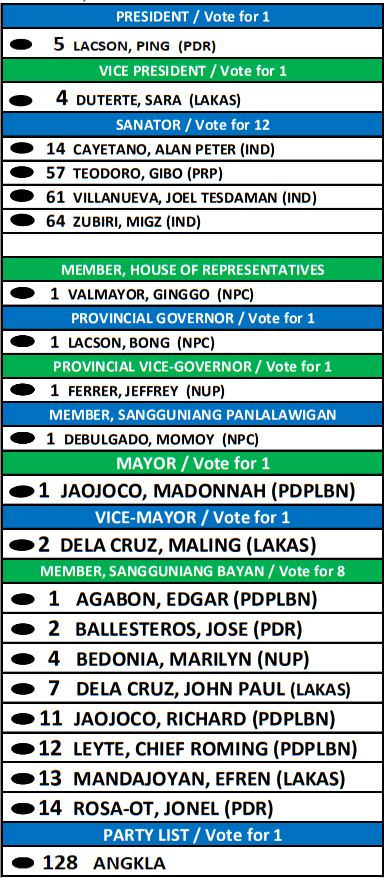 PRESIDENT / Vote for 1
5 LACSON, PING (PDR)
VICE PRESIDENT / Vote for 1
4 DUTERTE, SARA (LAKAS)
SANATOR / Vote for 12
14 CAYETANO, ALAN PETER (IND)
57 TEODORO, GIBO (PRP)
61 VILLANUEVA, JOEL TESDAMAN (IND)
64 ZUBIRI, MIGZ (IND)
MEMBER, HOUSE OF REPRESENTATIVES
1 VALMAYOR, GINGGO (NPC)
PROVINCIAL GOVERNOR / Vote for 1
1 LACSON, BONG (NPC)
PROVINCIAL VICE-GOVERNOR / Vote for 1
1 FERRER, JEFFREY (NUP)
MEMBER, SANGGUNIANG PANLALAWIGAN
1 DEBULGADO, MOMOY (NPC)
MAYOR / Vote for 1
1 JAOJOCO, MADONNAH (PDPLBN)
VICE-MAYOR / Vote for 1
2 DELA CRUZ, MALING (LAKAS)
MEMBER, SANGGUNIANG BAYAN / Vote for 8
1 AGABON, EDGAR (PDPLBN)
2 BALLESTEROS, JOSE (PDR)
4 BEDONIA, MARILYN (NUP)
7 DELA CRUZ, JOHN PAUL (LAKAS)
11 JAOJOCO, RICHARD (PDPLBN)
12 LEYTE, CHIEF ROMING (PDPLBN)
13 MANDAJOYAN, EFREN (LAKAS)
14 ROSA-OT, JONEL (PDR)
PARTY LIST / Vote for 1
128 ANGKLA